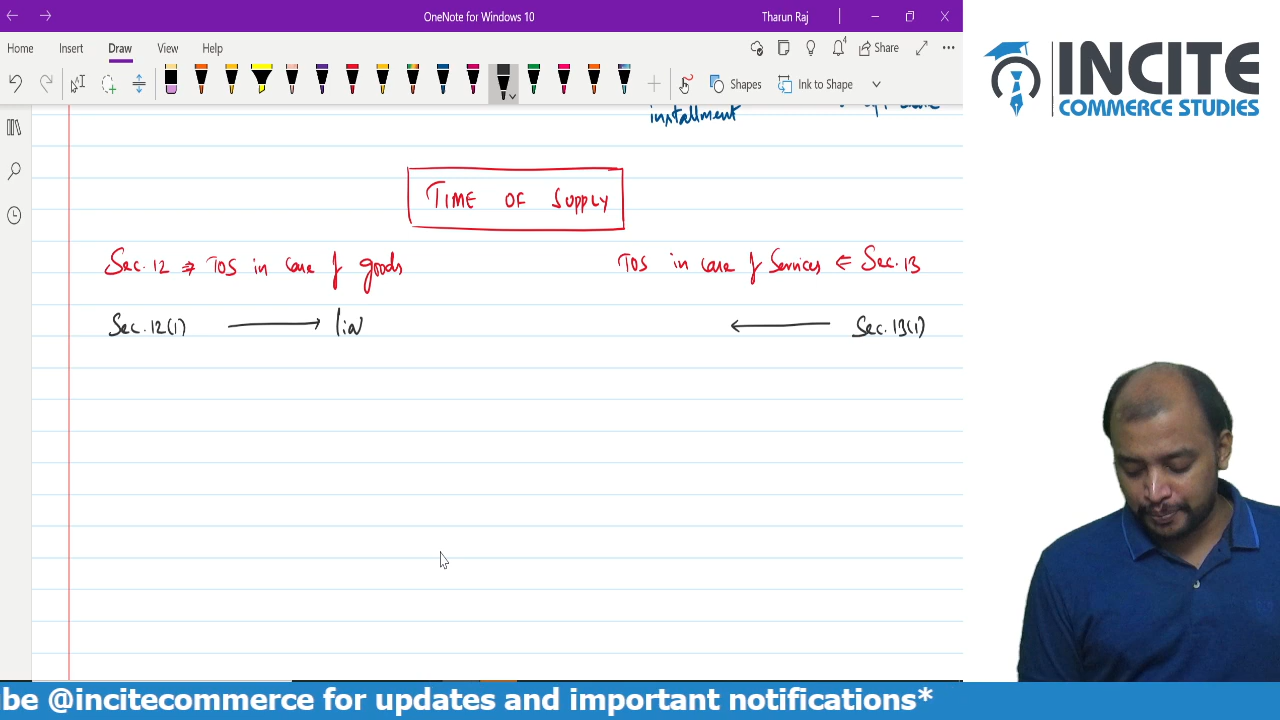 OneNote for Windows 10
Tharun Raj
Home Insert Draw View Help
4 Share
Shapes
Ink to Shape
INCITE
COMMERCE STUDIES
installment
TIME OF SUPPLY
Sec. 12 ⇒ TOS in case of goods
TOS in case of Services ⇐ Sec. 13
Sec. 12(1) → lia
← Sec. 13(1)
be @incitecommerce for updates and important notifications*